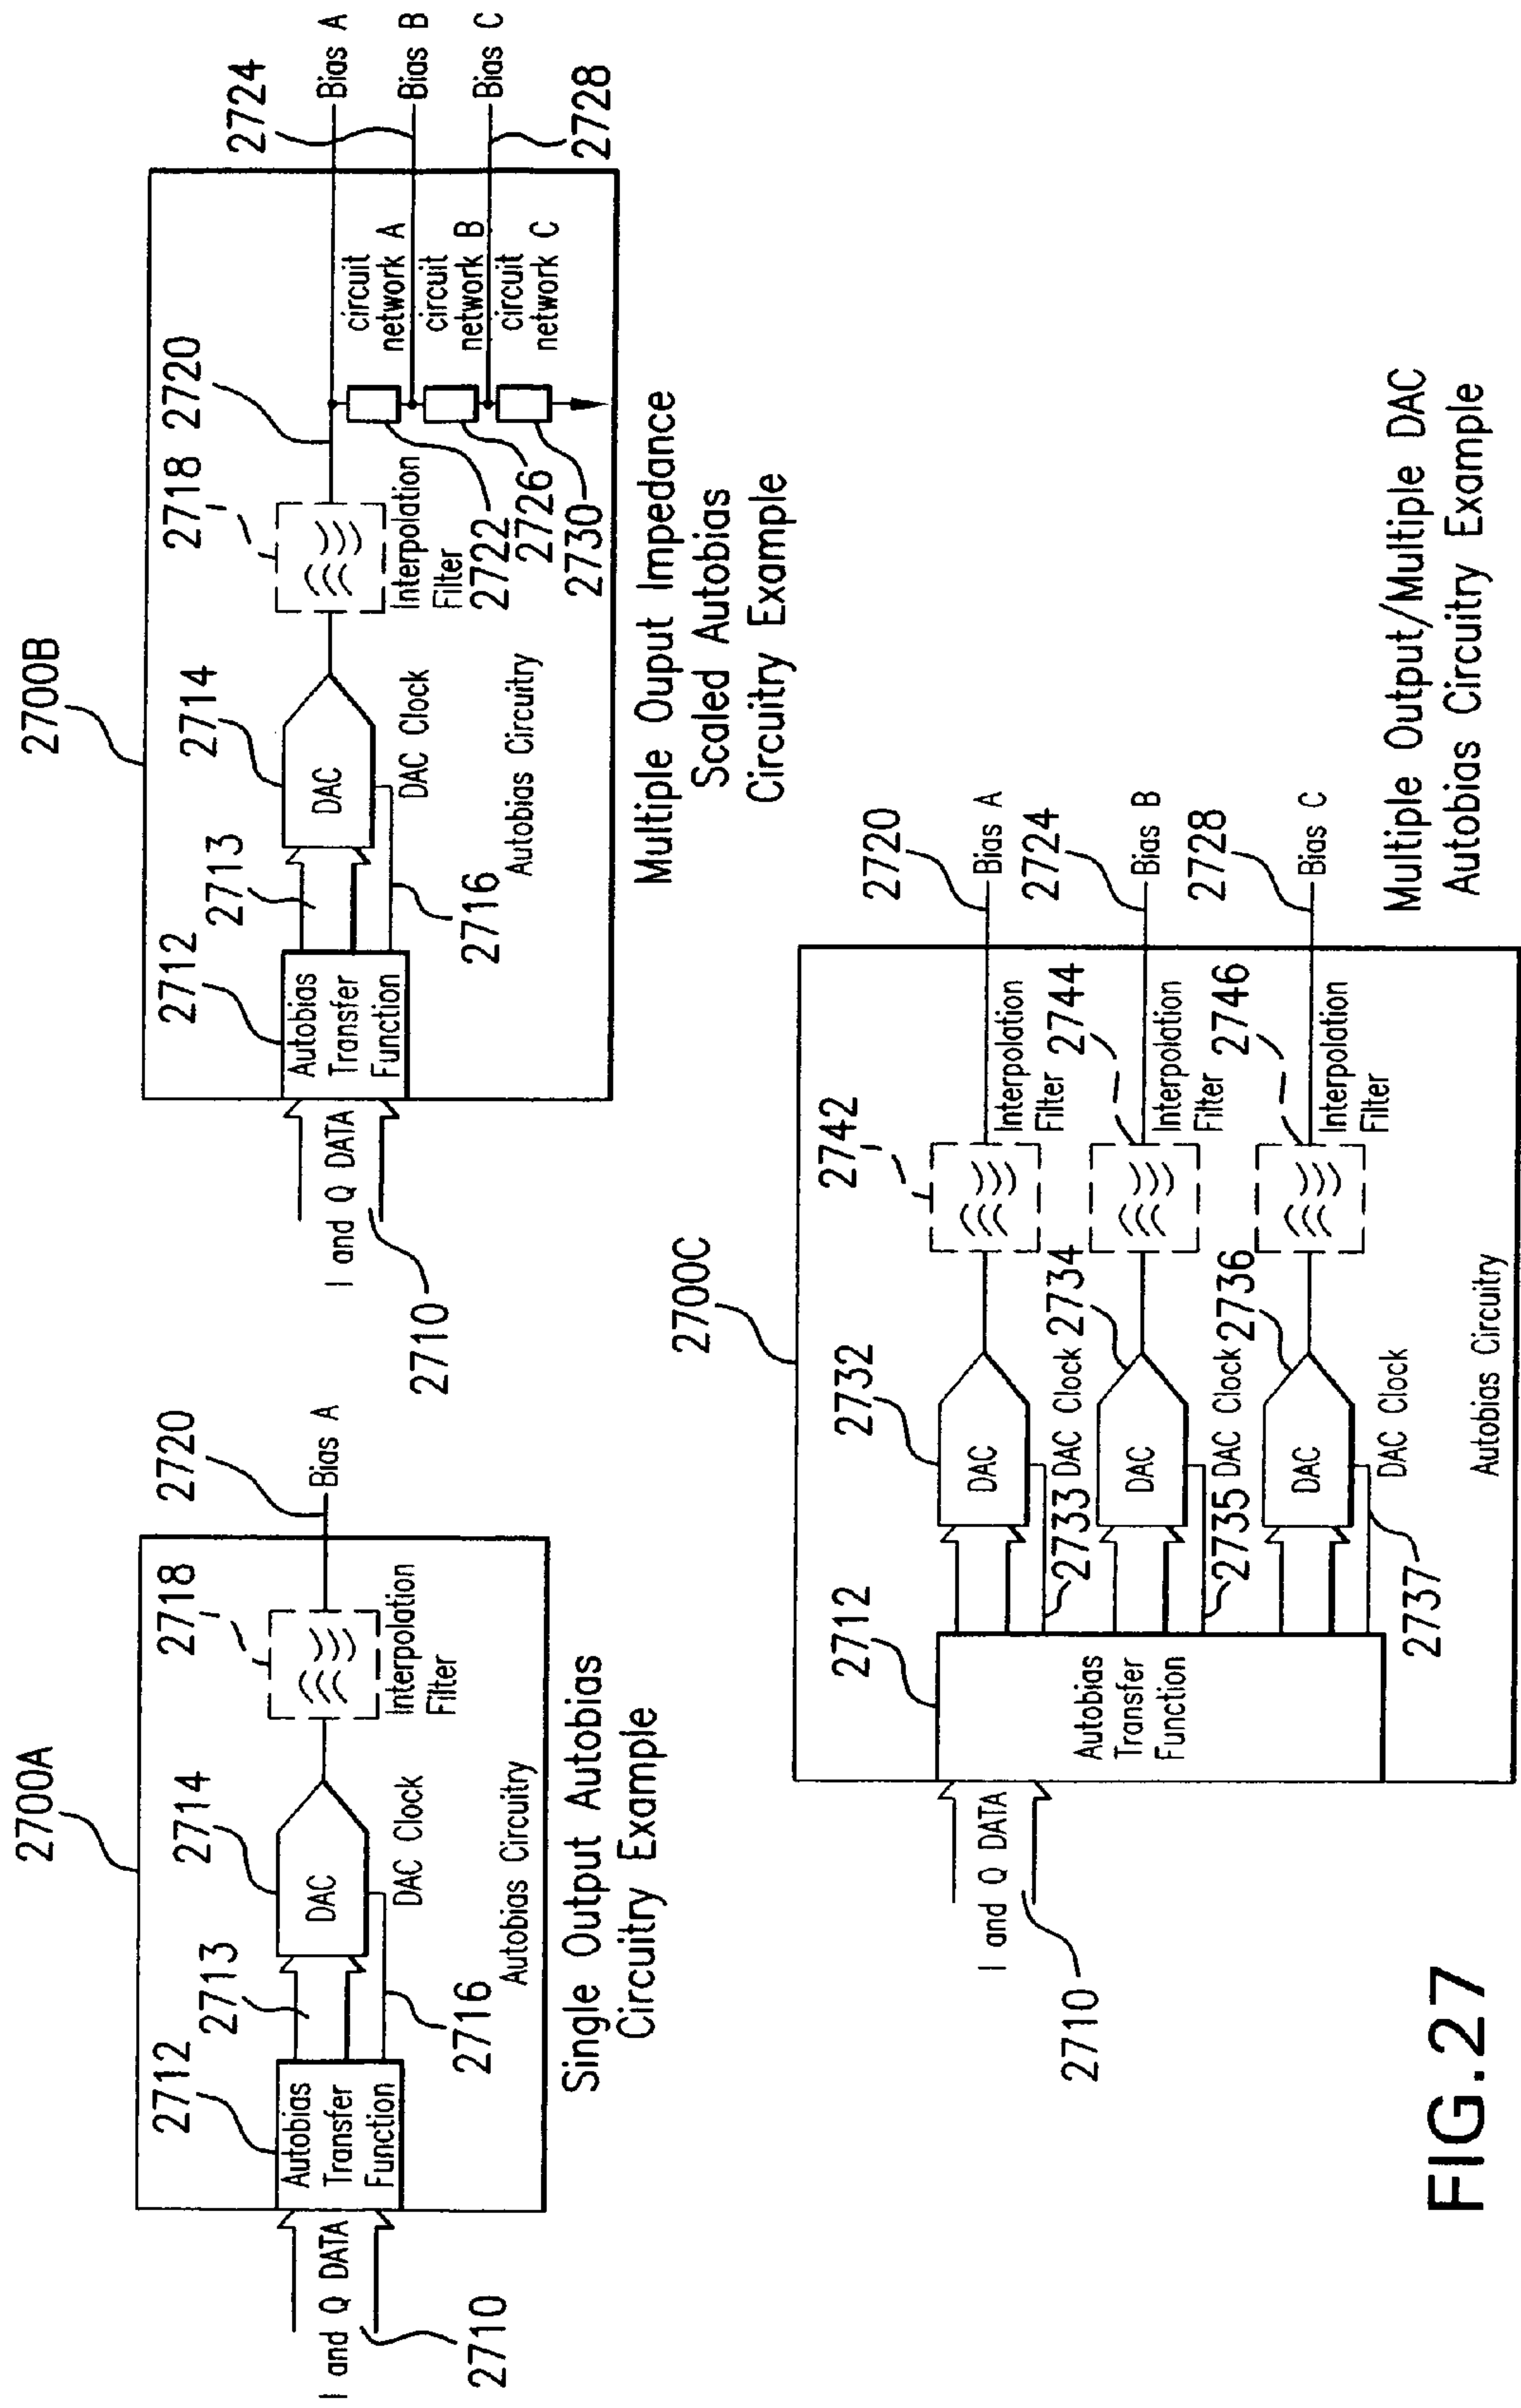 2700A
2712
2713
2714
2718
2720
I and Q DATA
Autobias
Transfer
Function
DAC
Bias A
Interpolation
Filter
DAC Clock
2710
2716
Autobias Circuitry
Single Output Autobias
Circuitry Example
2700B
2712
2713
2714
2718
2720
2724
I and Q DATA
Autobias
Transfer
Function
DAC
Bias A
Bias B
Bias C
circuit
network A
circuit
network B
circuit
network C
Interpolation
Filter
DAC Clock
2710
2716
2722
2726
2730
2728
Autobias Circuitry
Multiple Ouput Impedance
Scaled Autobias
Circuitry Example
2700C
2712
2732
2742
2720
I and Q DATA
DAC
Bias A
Interpolation
Filter
2733
DAC Clock
2734
2744
2724
2710
Autobias
Transfer
Function
DAC
Bias B
Interpolation
Filter
2735
DAC Clock
2736
2746
2728
DAC
Bias C
Interpolation
Filter
DAC Clock
2737
Autobias Circuitry
Multiple Output/Multiple DAC
Autobias Circuitry Example
FIG.27